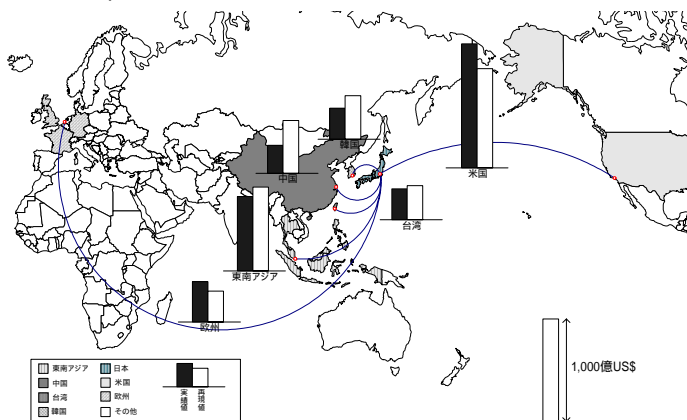 韓国
中国
米国
台湾
東南アジア
欧州
1,000億US$
東南アジア 日本
中国 米国
台湾 欧州
韓国 その他
実績値 再現値